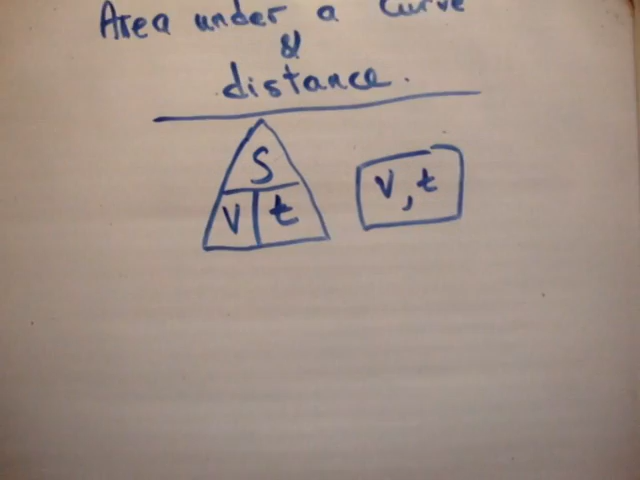 Area under a Curve
&
distance.
S
V t
V, t